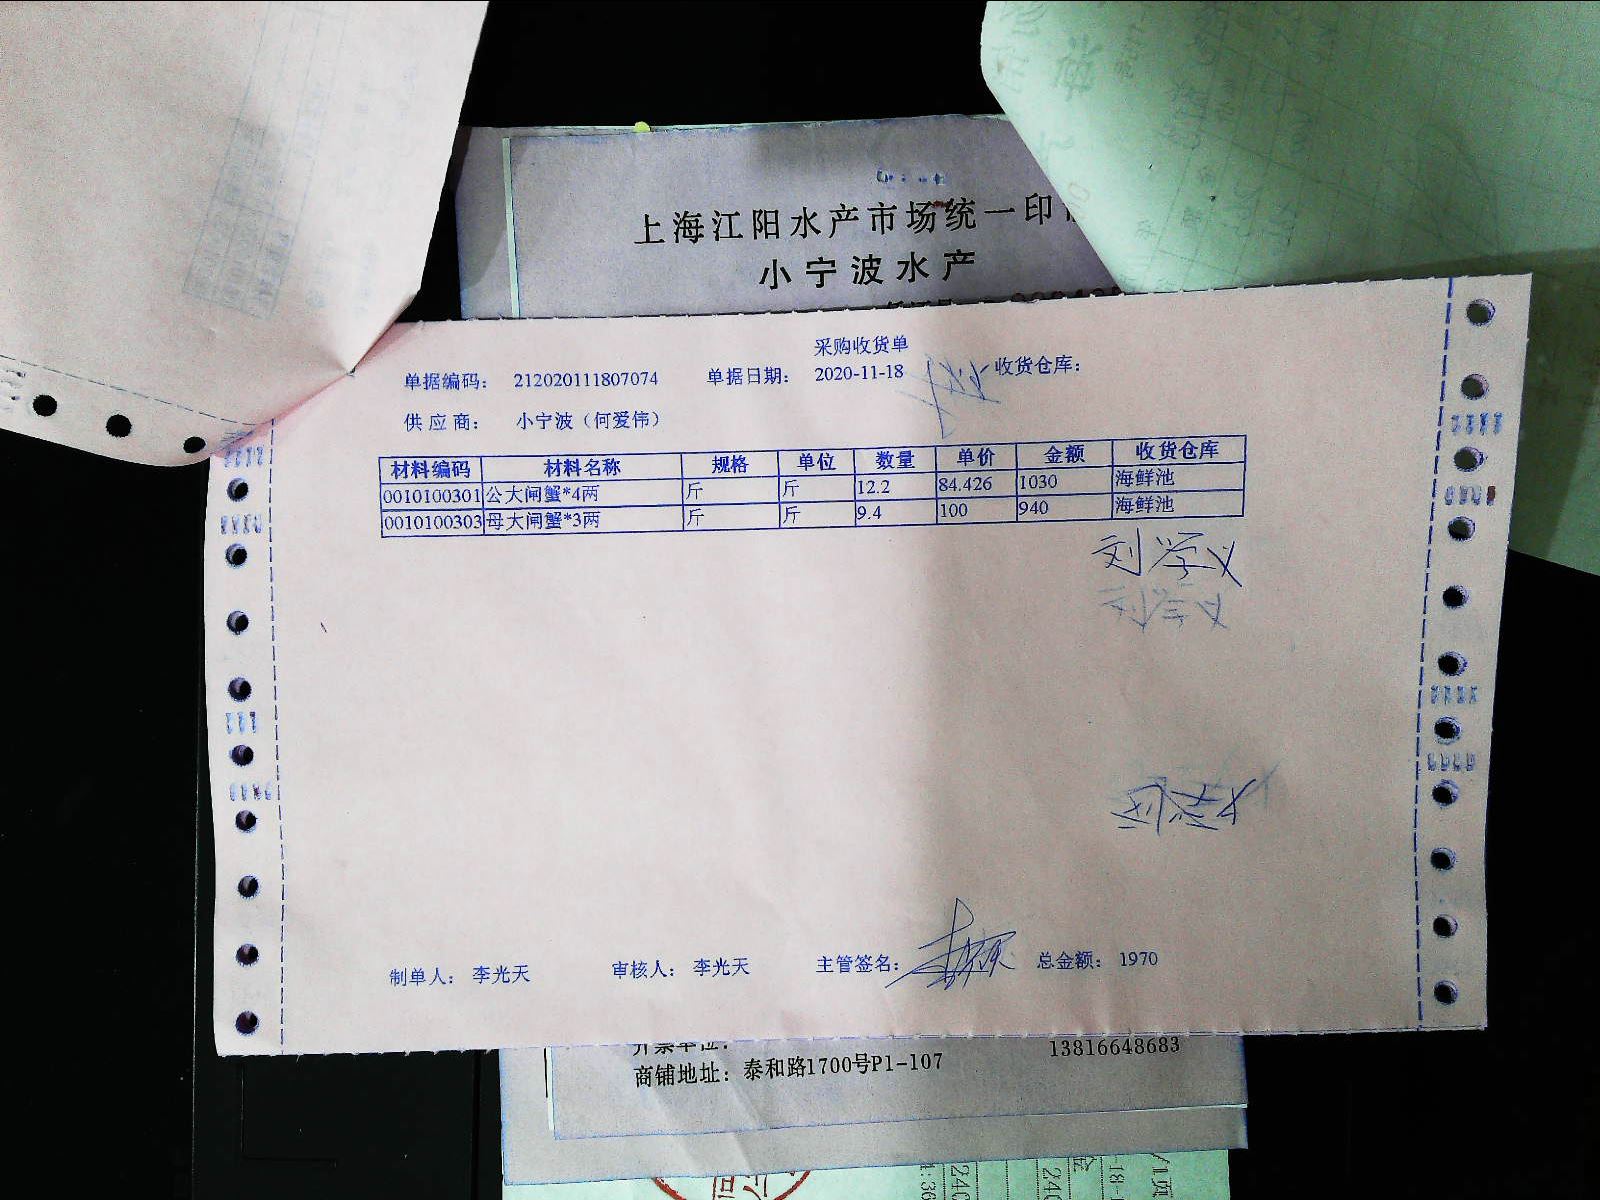 上海江阳水产市场统一印
小宁波水产
采购收货单
单据编码： 212020111807074 单据日期： 2020-11-18 收货仓库：
供应商： 小宁波（何爱伟）
材料编码 材料名称 规格 单位 数量 单价 金额 收货仓库
0010100301 公大闸蟹*4两 斤 斤 12.2 84.426 1030 海鲜池
0010100303 母大闸蟹*3两 斤 斤 9.4 100 940 海鲜池
刘学义
刘学义
制单人： 李光天 审核人： 李光天 主管签名： 总金额： 1970
开票单位： 13816648683
商铺地址：泰和路1700号P1-107